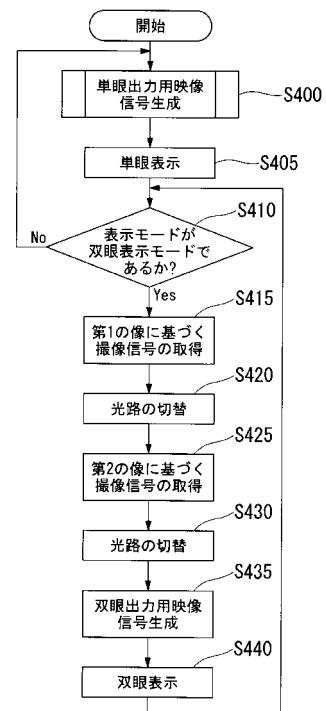 開始
単眼出力用映像
信号生成
S400
単眼表示
S405
表示モードが
双眼表示モードで
あるか?
S410
No
Yes
第1の像に基づく
撮像信号の取得
S415
光路の切替
S420
第2の像に基づく
撮像信号の取得
S425
光路の切替
S430
双眼出力用映像
信号生成
S435
双眼表示
S440